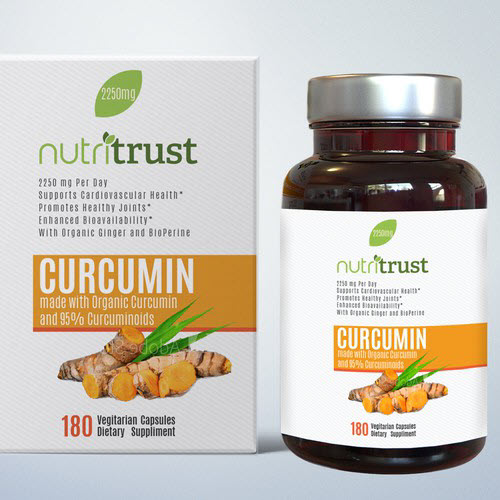 2250mg
nutritrust
2250 mg Per Day
Supports Cardiovascular Health*
Promotes Healthy Joints*
Enhanced Bioavailability*
With Organic Ginger and BioPerine
CURCUMIN
made with Organic Curcumin
and 95% Curcuminoids
180 Vegitarian Capsules
Dietary Suppliment
2250mg
nutritrust
2250 mg Per Day
Supports Cardiovascular Health*
Promotes Healthy Joints*
Enhanced Bioavailability*
With Organic Ginger and BioPerine
CURCUMIN
made with Organic Curcumin
and 95% Curcuminoids
180 Vegitarian Capsules
Dietary Suppliment